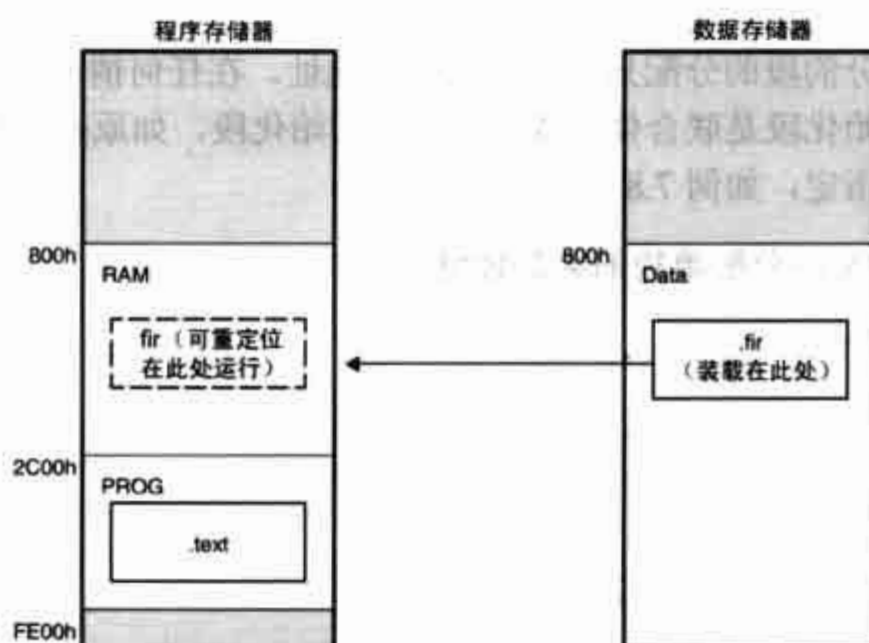 程序存储器
数据存储器
800h
RAM
fir（可重定位
在此处运行）
2C00h
PROG
.text
FE00h
800h
Data
.fir
（装载在此处）